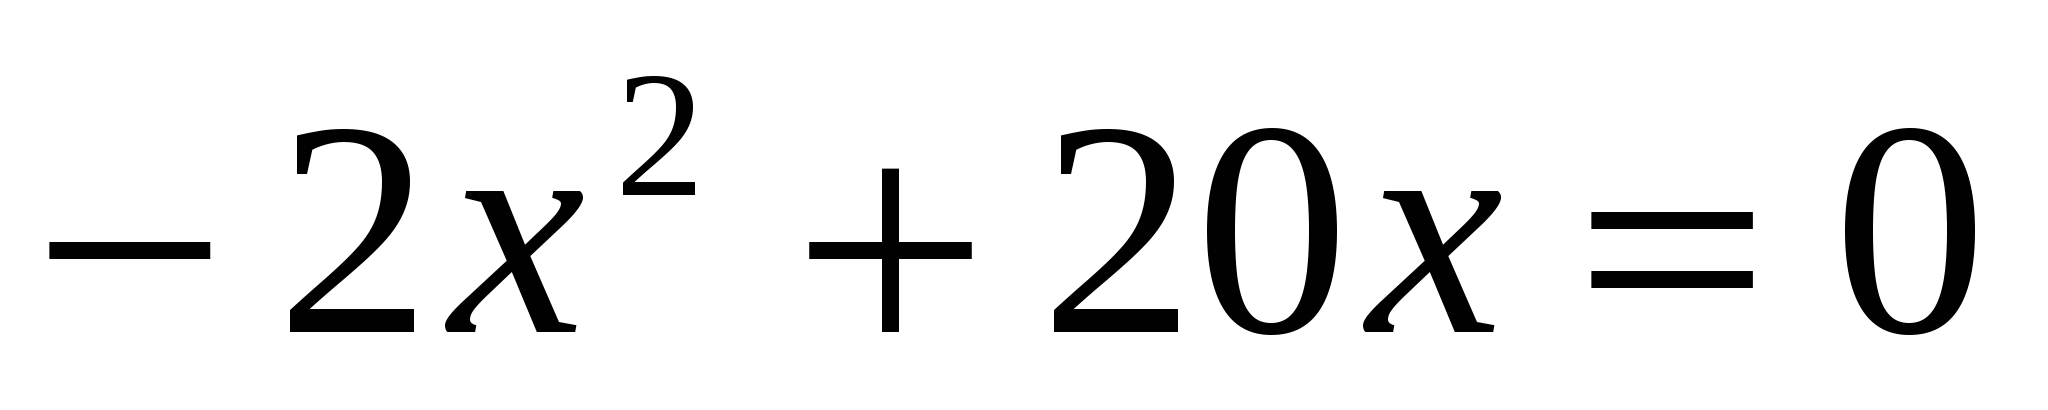 −2x² + 20x = 0